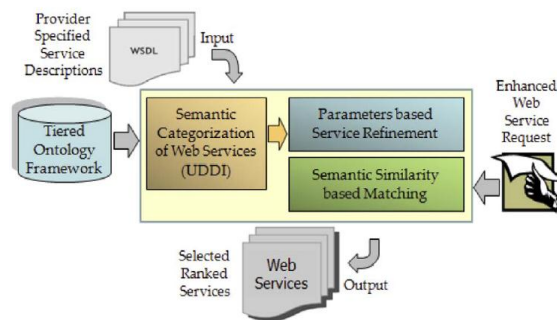 Provider
Specified
Service
Descriptions
WSDL
Input
Tiered
Ontology
Framework
Semantic
Categorization
of Web Services
(UDDI)
Parameters based
Service Refinement
Semantic Similarity
based Matching
Enhanced
Web
Service
Request
Selected
Ranked
Services
Web
Services
Output